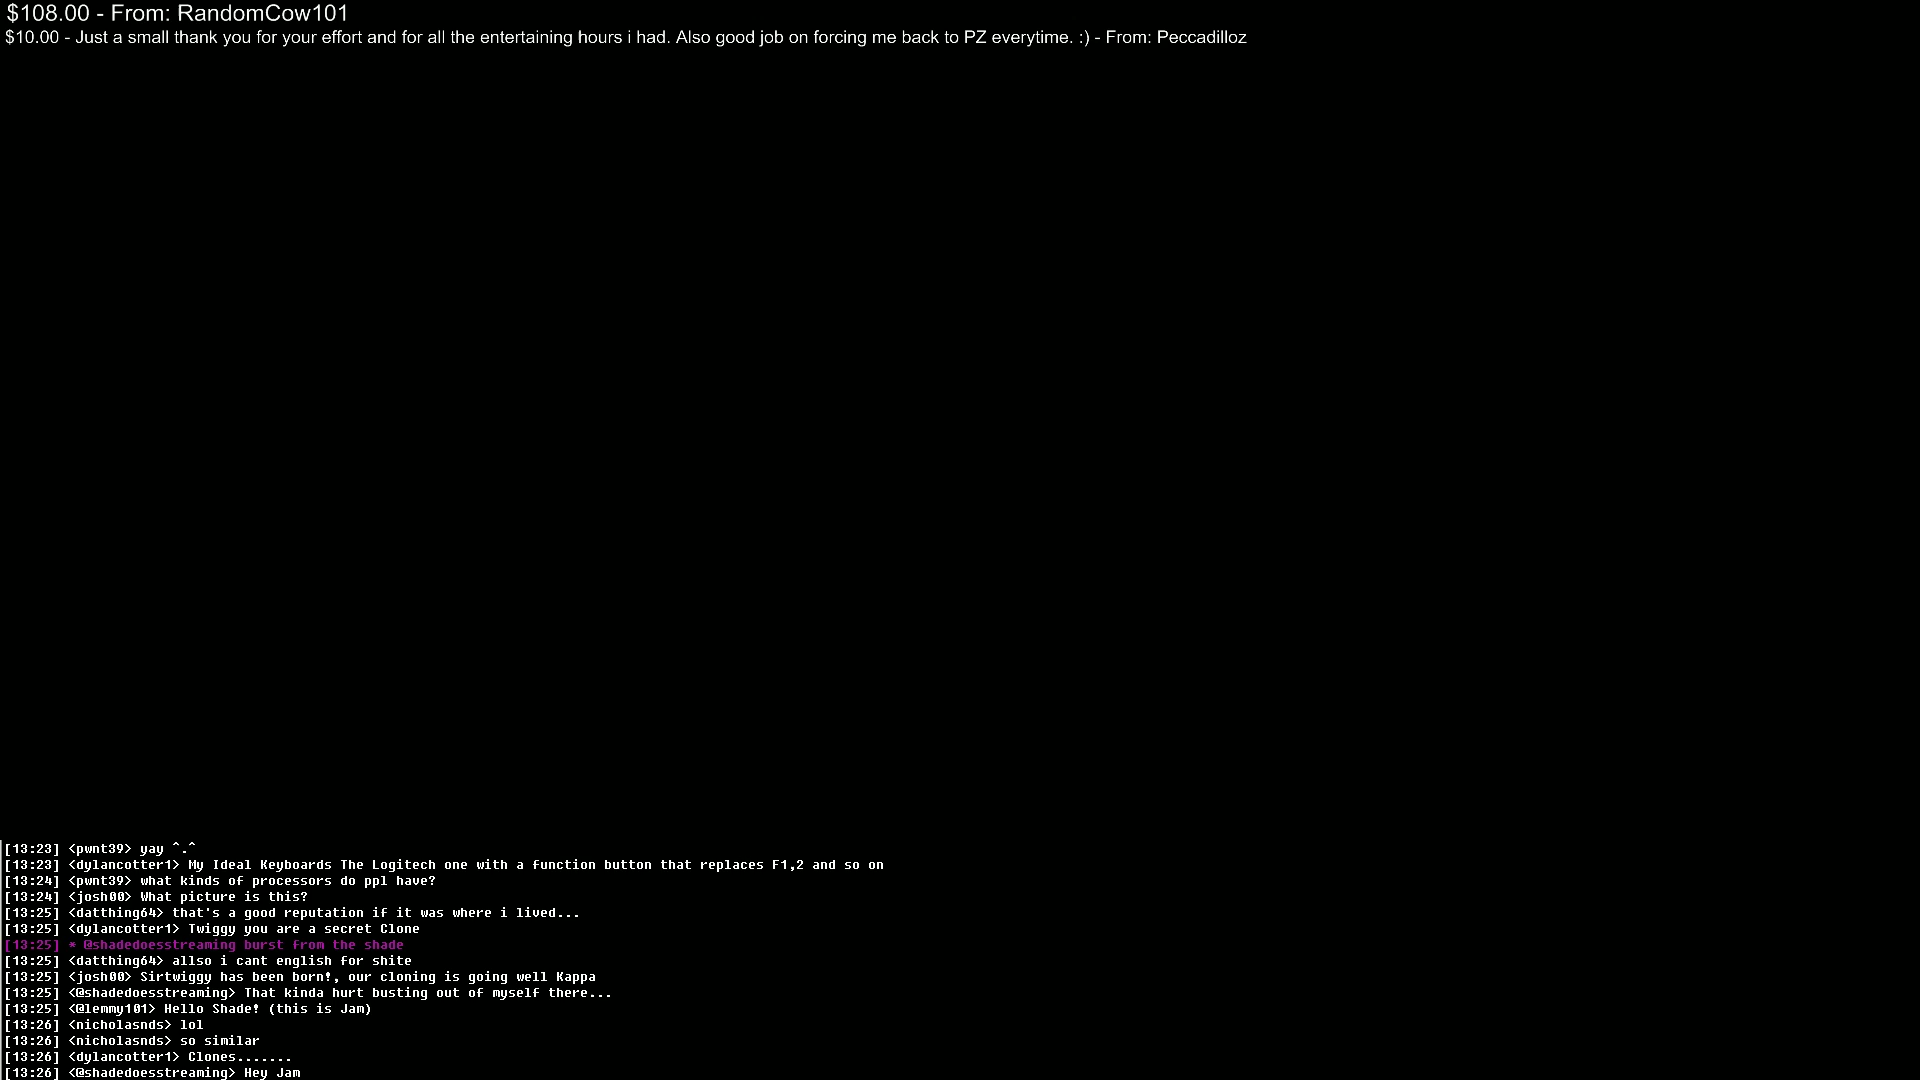 $108.00 - From: RandomCow101
$10.00 - Just a small thank you for your effort and for all the entertaining hours i had. Also good job on forcing me back to PZ everytime. :) - From: Peccadilloz
[13:23] <pwnt39> yay ^.^
[13:23] <dylancotter1> My Ideal Keyboards The Logitech one with a function button that replaces F1,2 and so on
[13:24] <pwnt39> what kinds of processors do ppl have?
[13:24] <josh00> What picture is this?
[13:25] <datthing64> that's a good reputation if it was where i lived...
[13:25] <dylancotter1> Twiggy you are a secret Clone
[13:25] * @shadedoesstreaming burst from the shade
[13:25] <datthing64> allso i cant english for shite
[13:25] <josh00> Sirtwiggy has been born!, our cloning is going well Kappa
[13:25] <@shadedoesstreaming> That kinda hurt busting out of myself there...
[13:25] <@lemmy101> Hello Shade! (this is Jam)
[13:26] <nicholasnds> lol
[13:26] <nicholasnds> so similar
[13:26] <dylancotter1> Clones.......
[13:26] <@shadedoesstreaming> Hey Jam